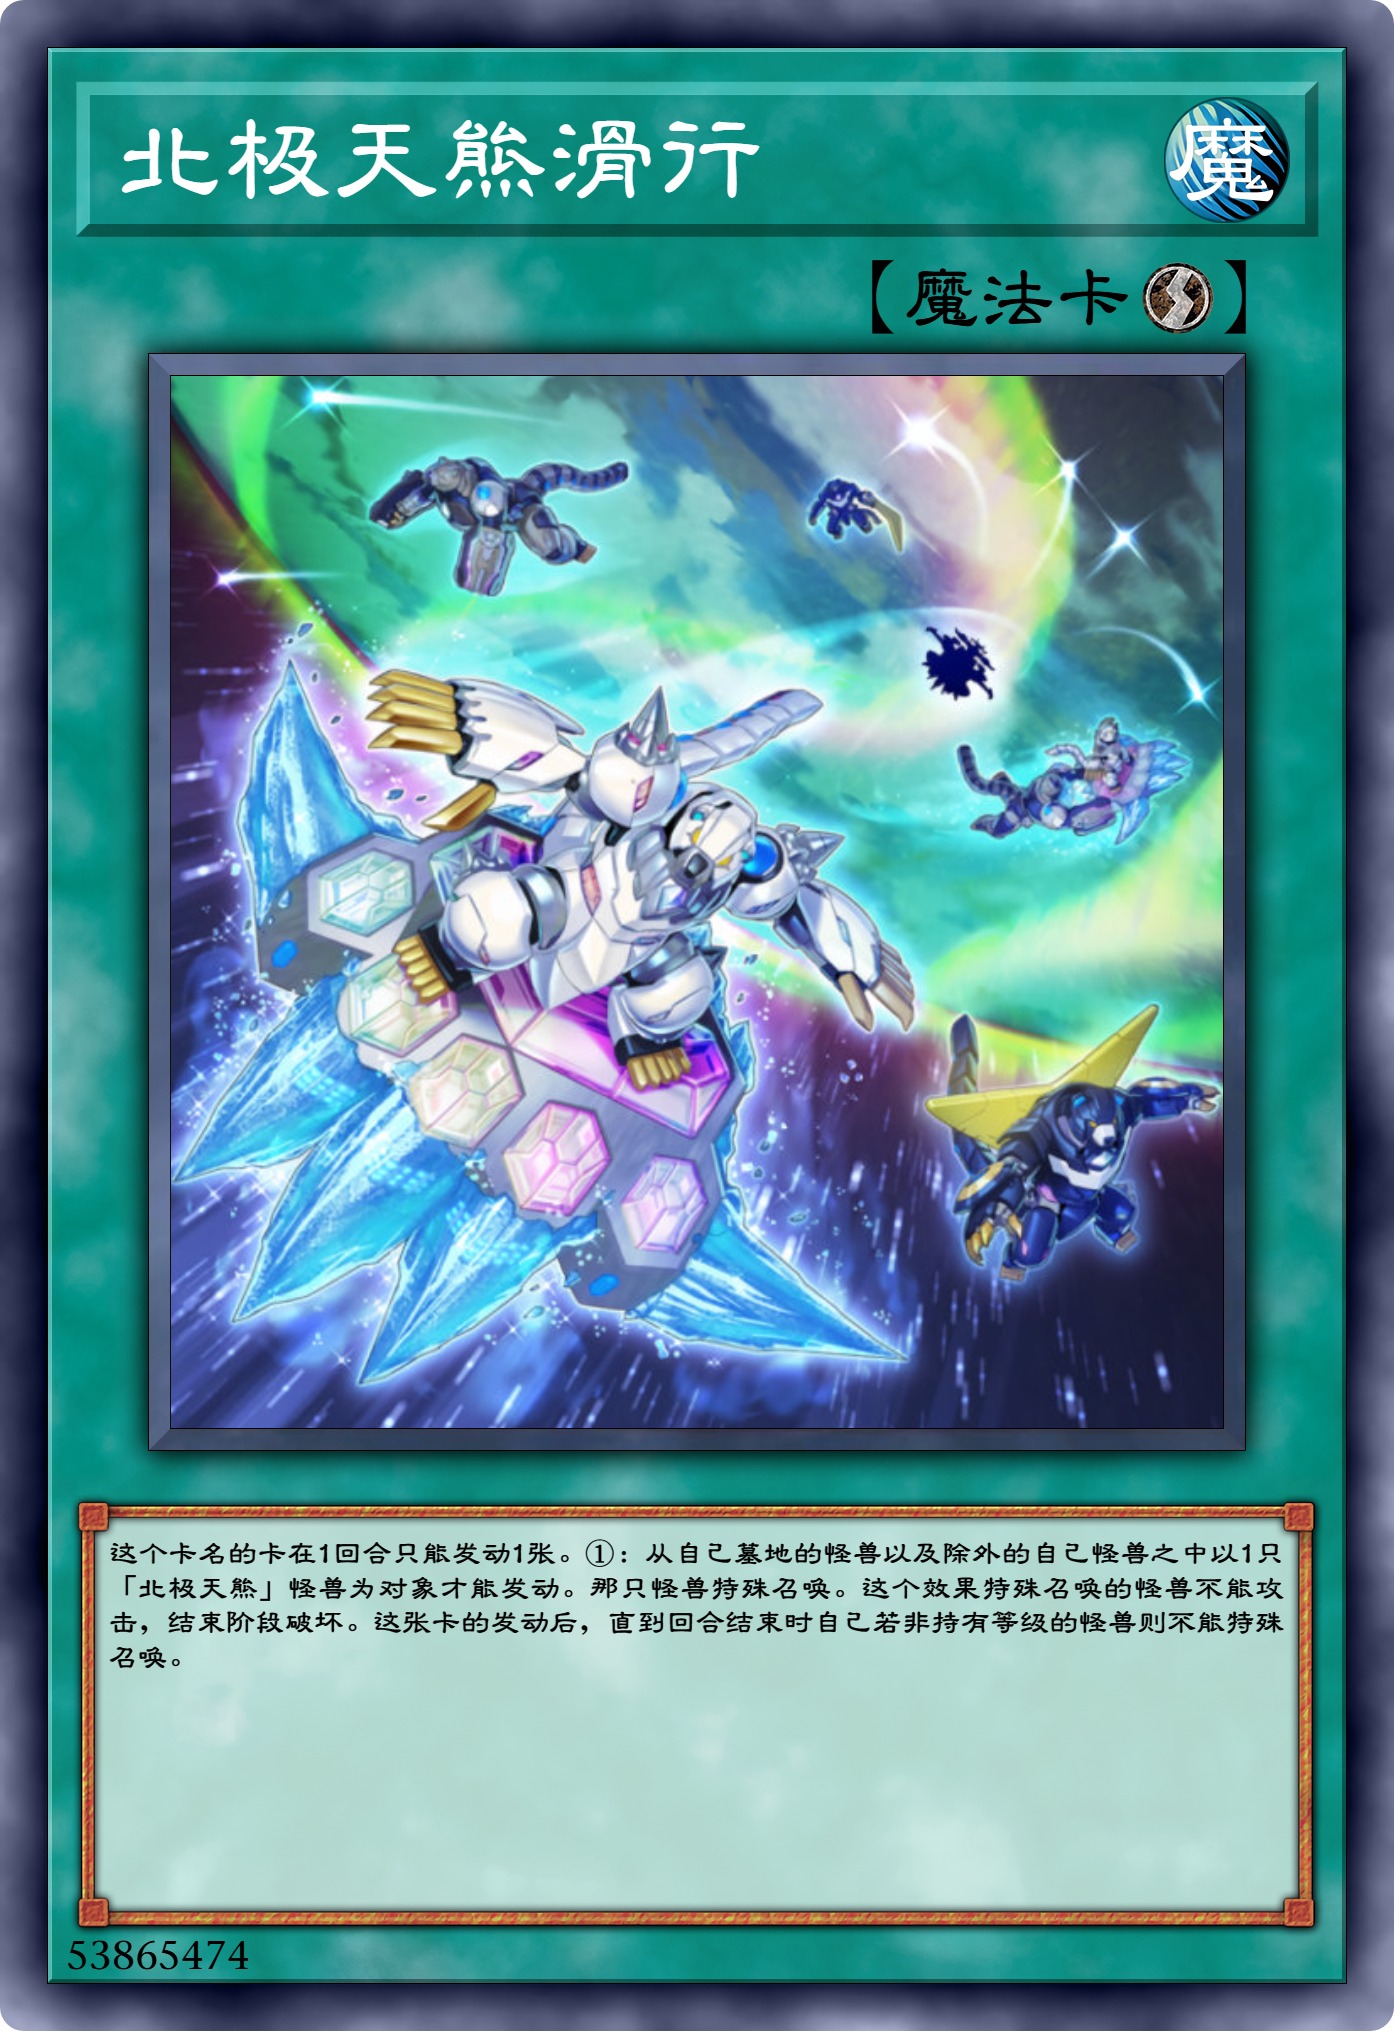 北极天熊滑行
魔
【魔法卡】
这个卡名的卡在1回合只能发动1张。①：从自己墓地的怪兽以及除外的自己怪兽之中以1只
「北极天熊」怪兽为对象才能发动。那只怪兽特殊召唤。这个效果特殊召唤的怪兽不能攻
击，结束阶段破坏。这张卡的发动后，直到回合结束时自己若非持有等级的怪兽则不能特殊
召唤。
53865474